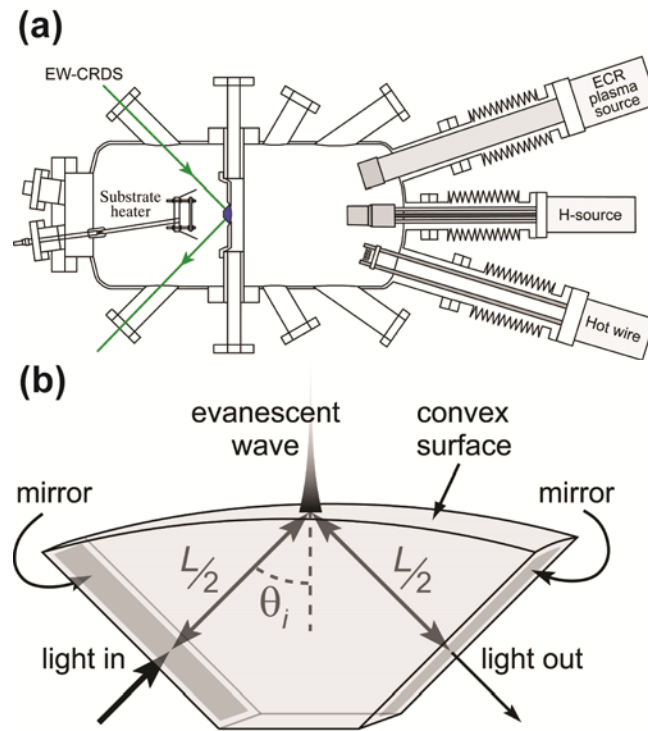 (a)
EW-CRDS
Substrate
heater
ECR
plasma
source
H-source
Hot wire
(b)
evanescent
wave
convex
surface
mirror
mirror
L/2
L/2
θi
light in
light out